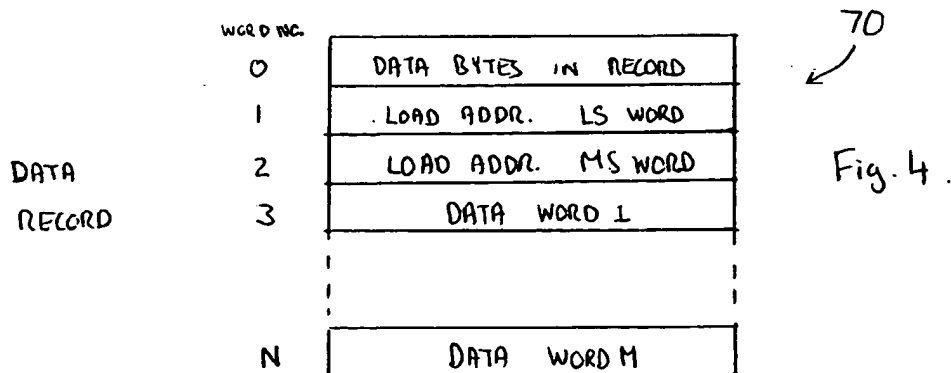 70
WORD NO.
0 DATA BYTES IN RECORD
1 LOAD ADDR. LS WORD
DATA 2 LOAD ADDR. MS WORD Fig. 4.
RECORD 3 DATA WORD 1
N DATA WORD M